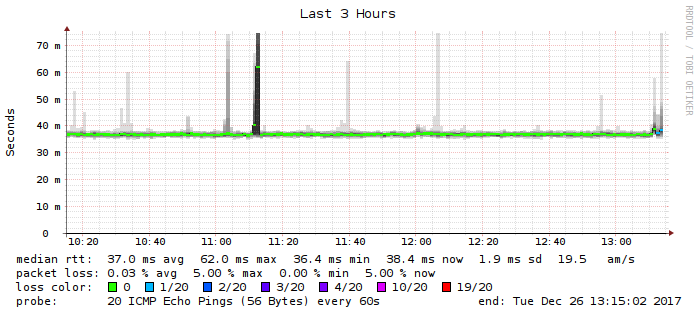 Last 3 Hours
RRDTOOL / TOBI OETIKER
Seconds
70 m
60 m
50 m
40 m
30 m
20 m
10 m
0
10:20 10:40 11:00 11:20 11:40 12:00 12:20 12:40 13:00
median rtt: 37.0 ms avg 62.0 ms max 36.4 ms min 38.4 ms now 1.9 ms sd 19.5 am/s
packet loss: 0.03 % avg 5.00 % max 0.00 % min 5.00 % now
loss color: 0 1/20 2/20 3/20 4/20 10/20 19/20
probe: 20 ICMP Echo Pings (56 Bytes) every 60s end: Tue Dec 26 13:15:02 2017